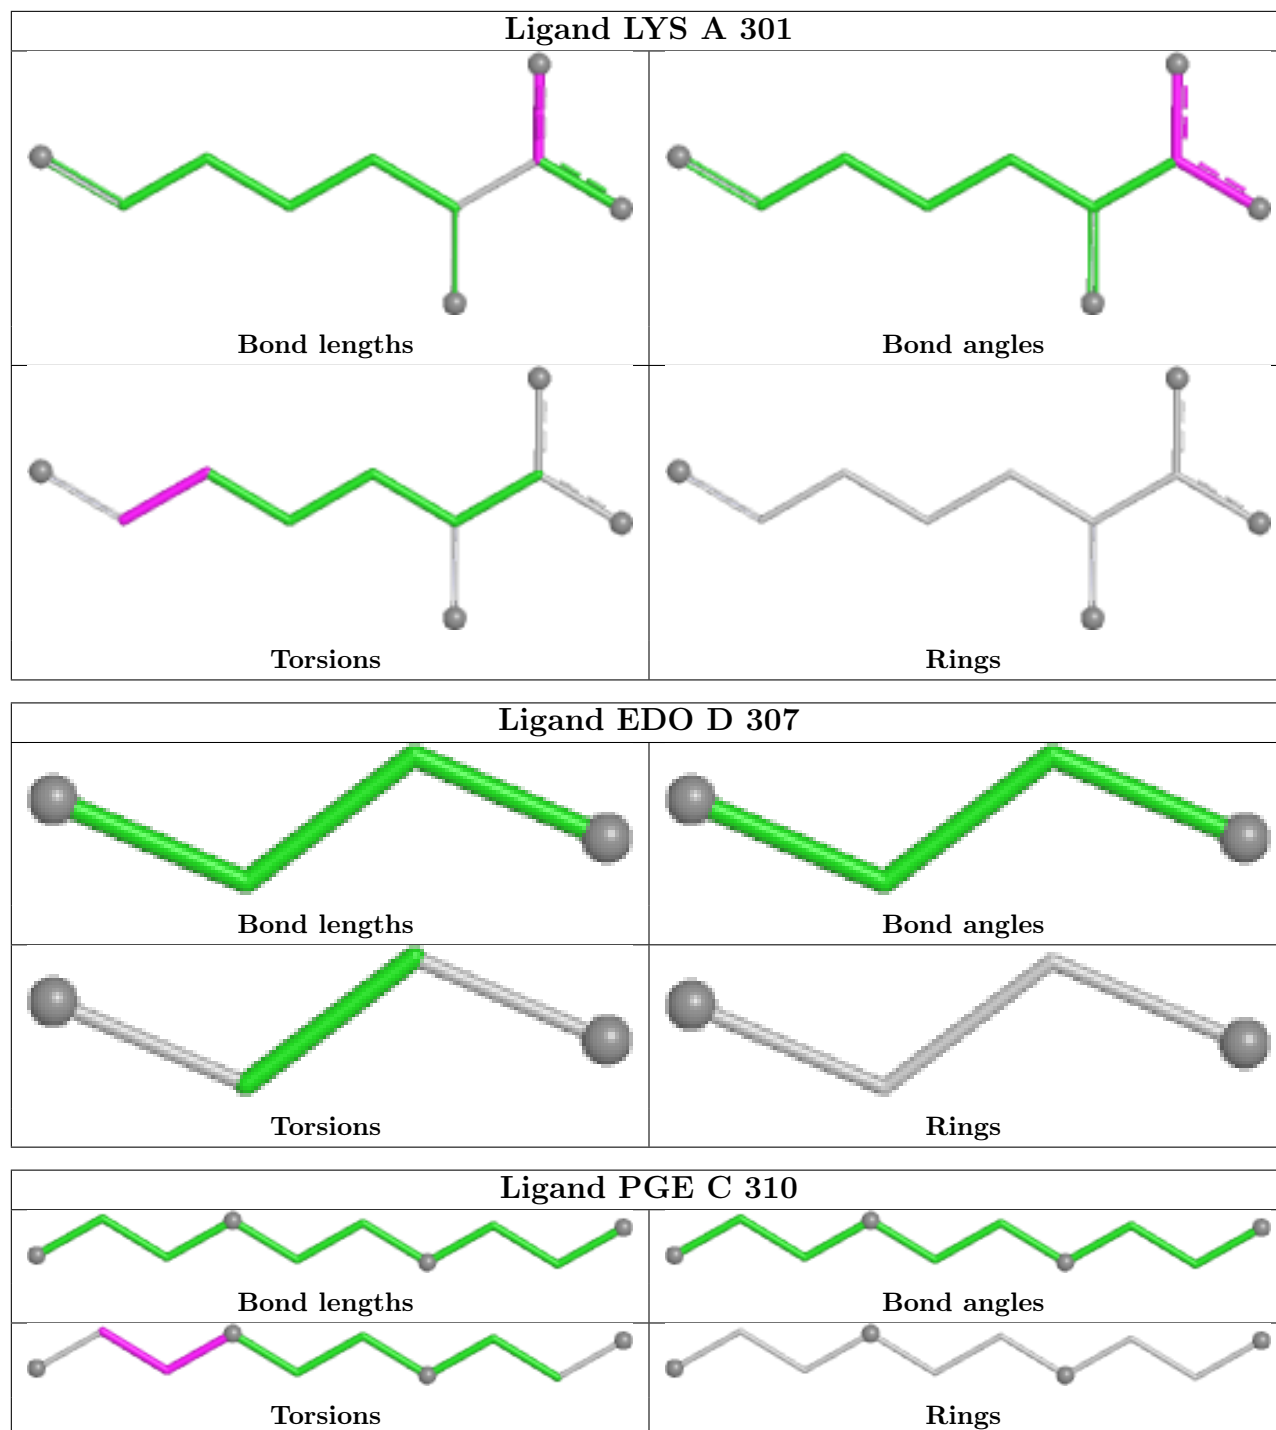 Ligand LYS A 301
Bond lengths
Bond angles
Torsions
Rings
Ligand EDO D 307
Bond lengths
Bond angles
Torsions
Rings
Ligand PGE C 310
Bond lengths
Bond angles
Torsions
Rings